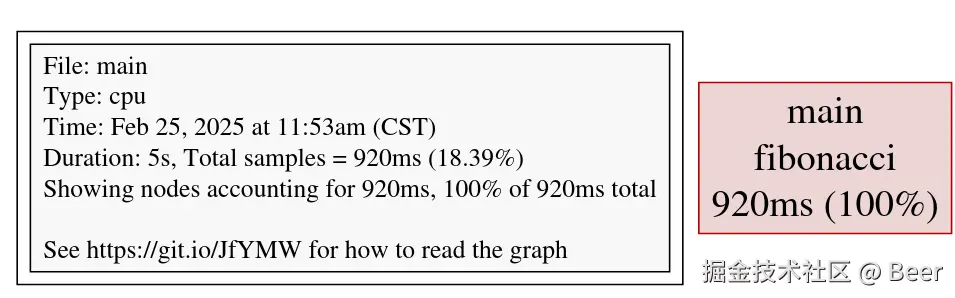 File: main
Type: cpu
Time: Feb 25, 2025 at 11:53am (CST)
Duration: 5s, Total samples = 920ms (18.39%)
Showing nodes accounting for 920ms, 100% of 920ms total
See https://git.io/JfYMW for how to read the graph
main
fibonacci
920ms (100%)
掘金技术社区 @ Beer